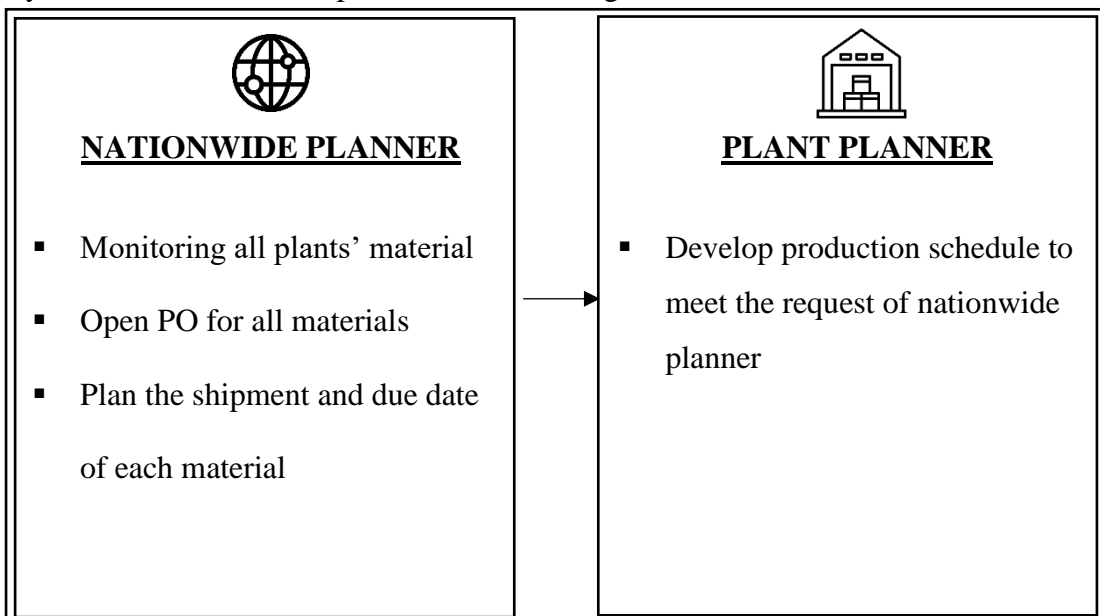 NATIONWIDE PLANNER
▪ Monitoring all plants’ material
▪ Open PO for all materials
▪ Plan the shipment and due date
of each material
PLANT PLANNER
▪ Develop production schedule to
meet the request of nationwide
planner